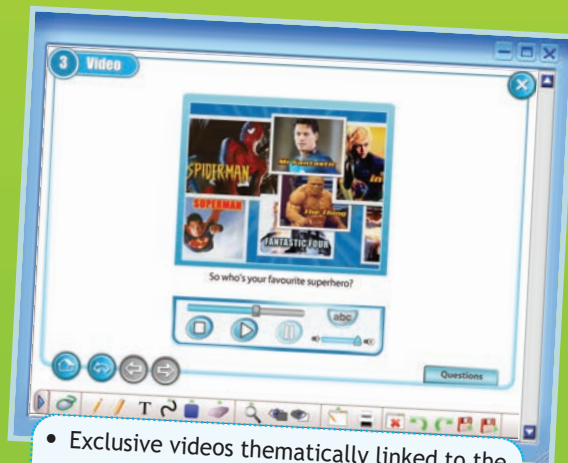 3 Video
SPIDERMAN
Mr Fantastic
in
SUPERMAN
The Thing
FANTASTIC FOUR
So who's your favourite superhero?
abc
Questions
T
• Exclusive videos thematically linked to the